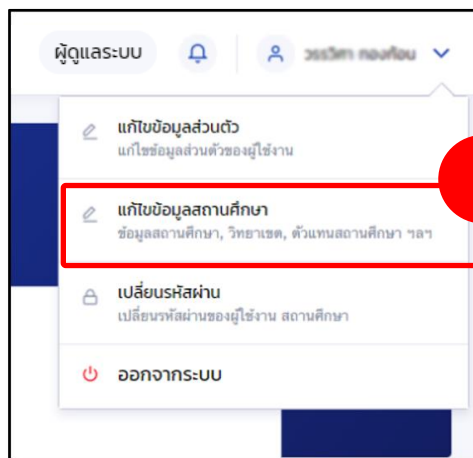 ผู้ดูแลระบบ
แก้ไขข้อมูลส่วนตัว
แก้ไขข้อมูลส่วนตัวของผู้ใช้งาน
แก้ไขข้อมูลสถานศึกษา
ข้อมูลสถานศึกษา, วิทยาเขต, ตัวแทนสถานศึกษา ฯลฯ
เปลี่ยนรหัสผ่าน
เปลี่ยนรหัสผ่านของผู้ใช้งาน สถานศึกษา
ออกจากระบบ